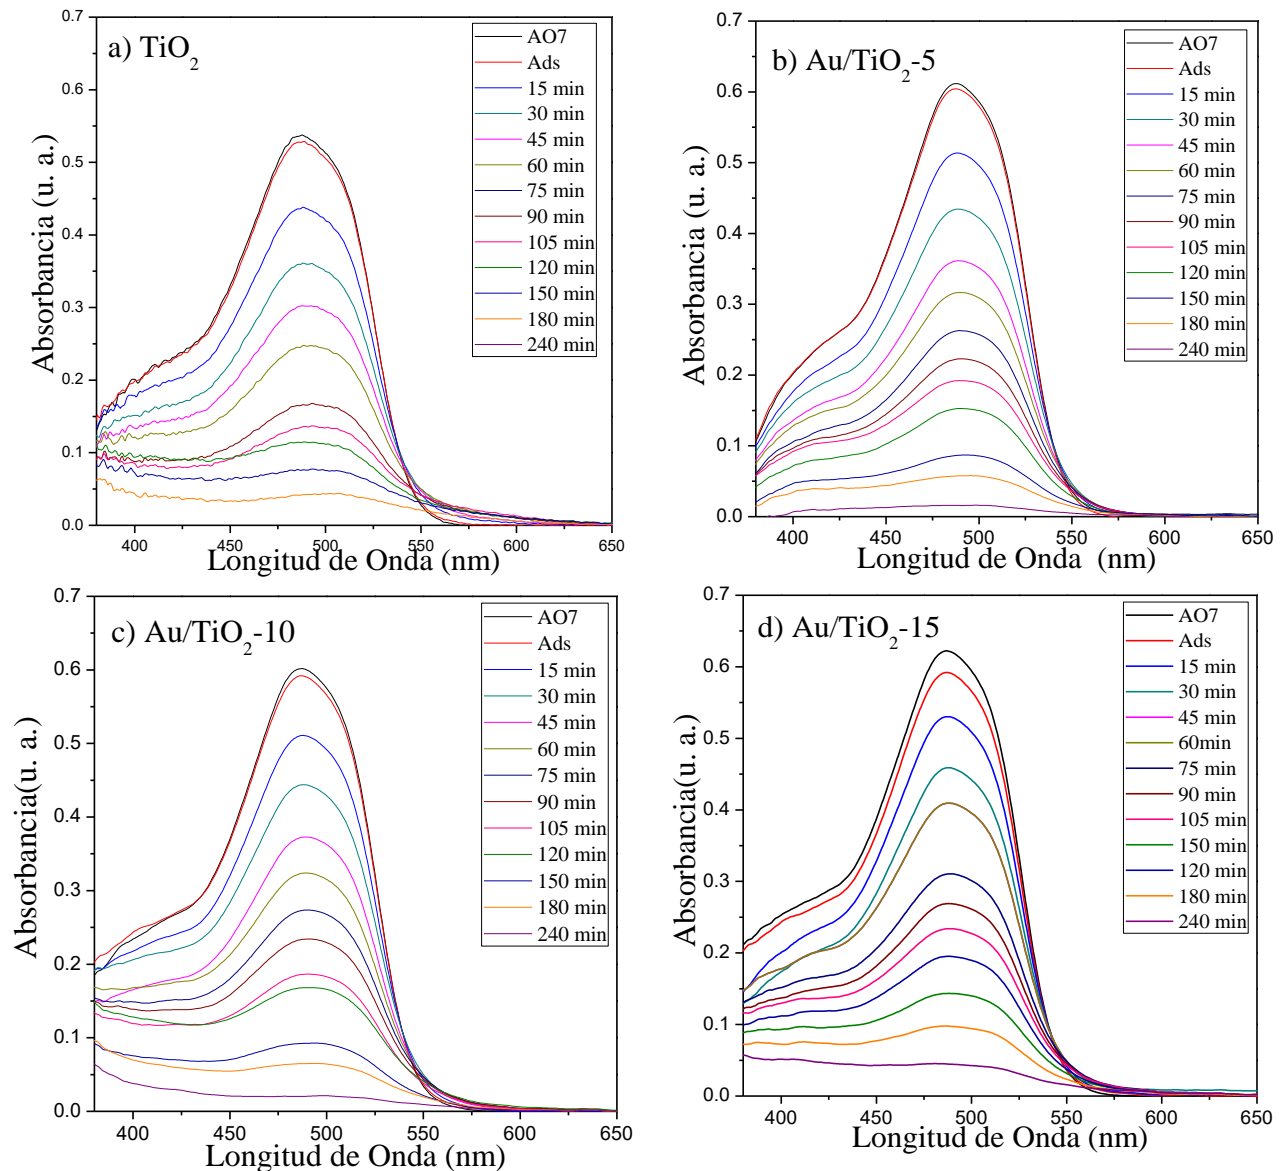 a) TiO2
Absorbancia (u. a.)
0.7
0.6
0.5
0.4
0.3
0.2
0.1
0.0
400 450 500 550 600 650
Longitud de Onda (nm)
AO7
Ads
15 min
30 min
45 min
60 min
75 min
90 min
105 min
120 min
150 min
180 min
240 min
b) Au/TiO2-5
Absorbancia (u. a.)
0.7
0.6
0.5
0.4
0.3
0.2
0.1
0.0
400 450 500 550 600 650
Longitud de Onda (nm)
AO7
Ads
15 min
30 min
45 min
60 min
75 min
90 min
105 min
120 min
150 min
180 min
240 min
c) Au/TiO2-10
Absorbancia(u. a.)
0.7
0.6
0.5
0.4
0.3
0.2
0.1
0.0
400 450 500 550 600 650
Longitud de Onda (nm)
AO7
Ads
15 min
30 min
45 min
60 min
75 min
90 min
105 min
120 min
150 min
180 min
240 min
d) Au/TiO2-15
Absorbancia(u. a.)
0.7
0.6
0.5
0.4
0.3
0.2
0.1
0.0
400 450 500 550 600 650
Longitud de Onda (nm)
AO7
Ads
15 min
30 min
45 min
60min
75 min
90 min
105 min
150 min
120 min
180 min
240 min